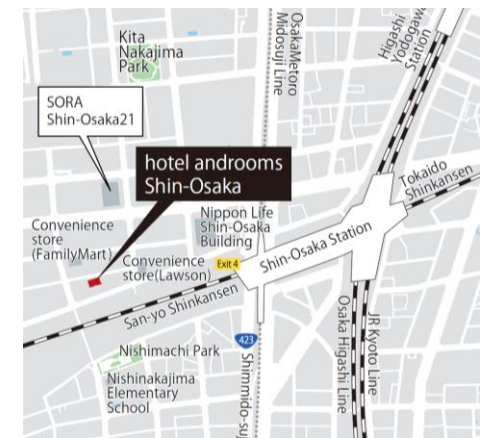 Kita
Nakajima
Park
OsakaMetoro
Midosuji Line
Higashi
Yodogawa
Station
SORA
Shin-Osaka21
hotel androoms
Shin-Osaka
Tokaido
Shinkansen
Nippon Life
Shin-Osaka
Building
Convenience
store
(FamilyMart)
Convenience
store(Lawson)
Exit 4
Shin-Osaka Station
San-yo Shinkansen
423
Nishimachi Park
Nishinakajima
Elementary
School
Shimmido-su
Osaka Higashi Line
JR Kyoto Line